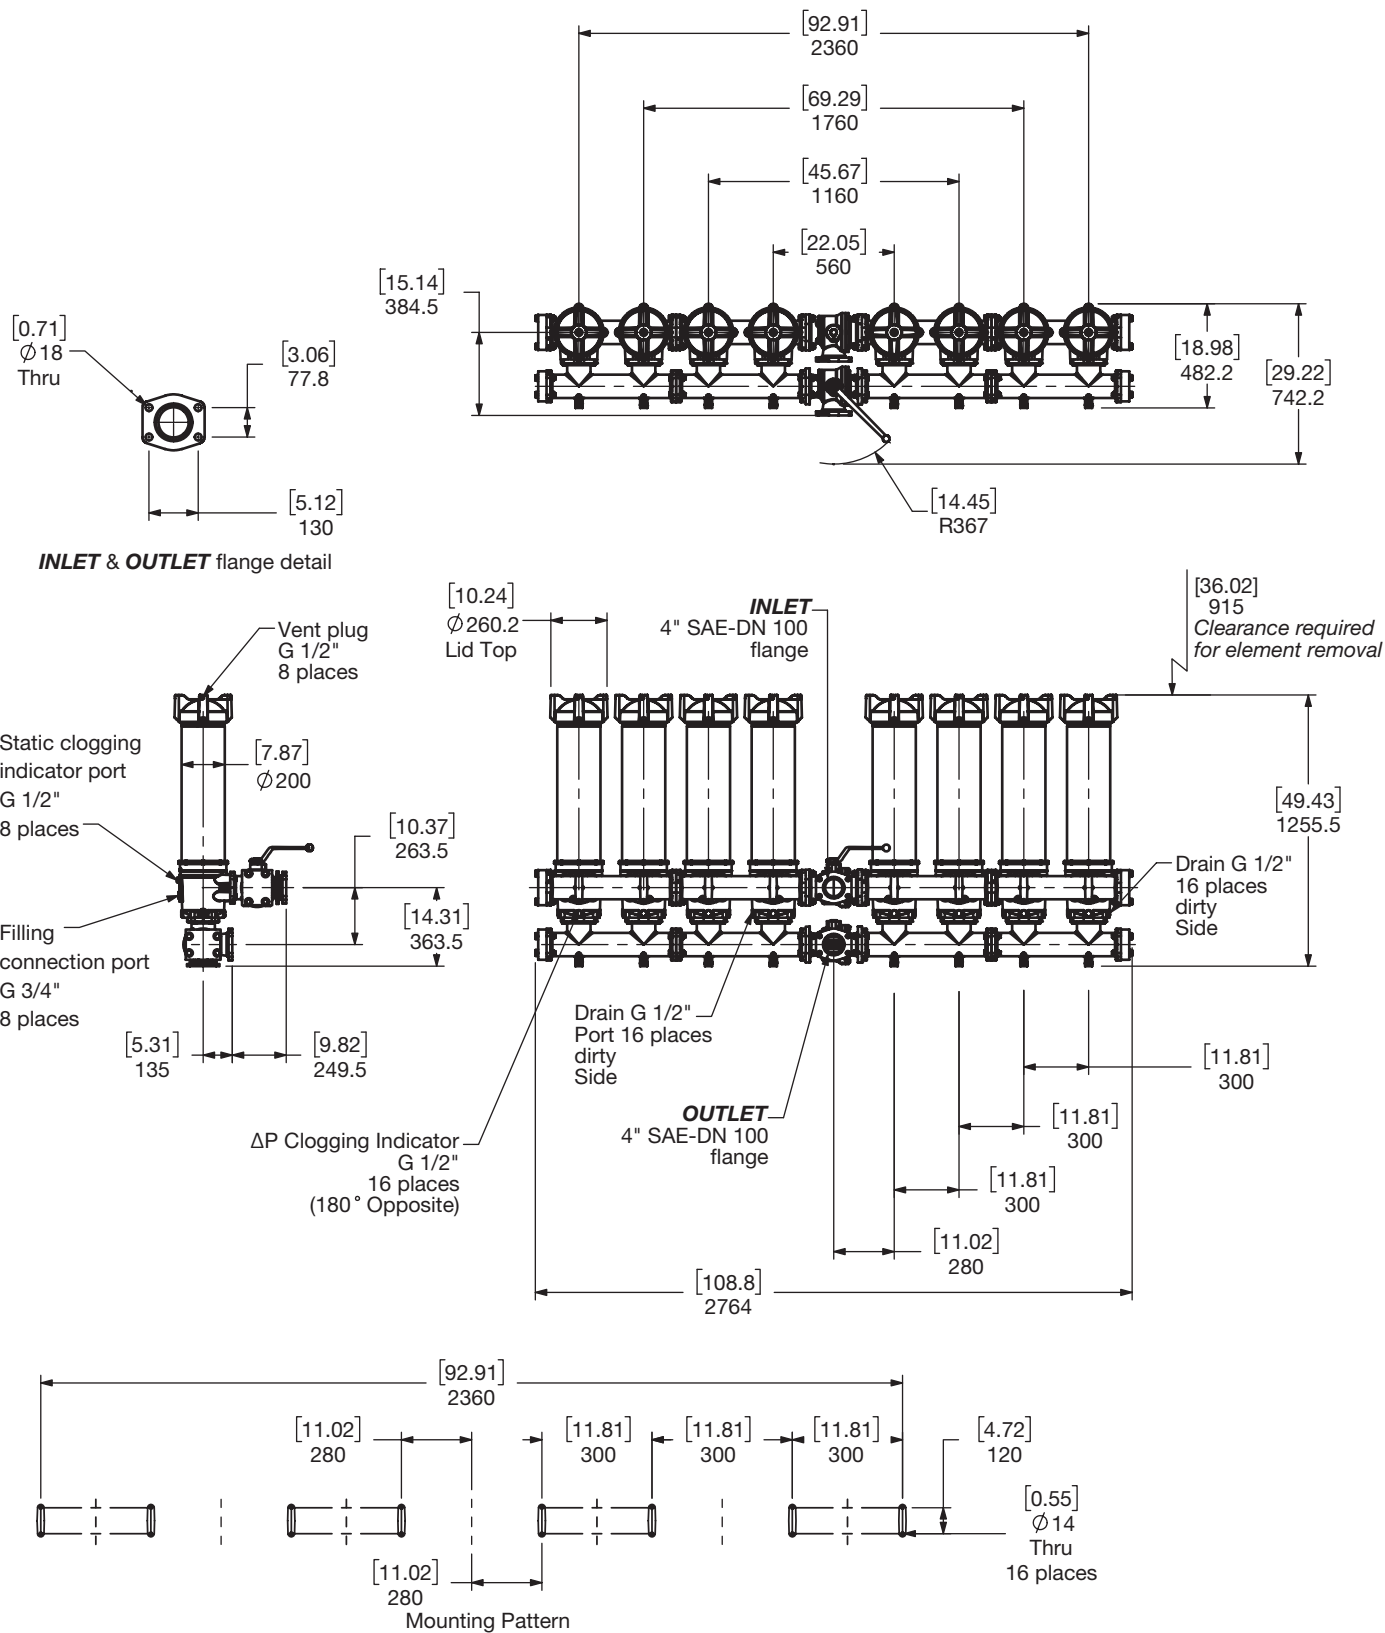 [92.91]
2360
[69.29]
1760
[45.67]
1160
[22.05]
560
[15.14]
384.5
[0.71]
∅18
Thru
[3.06]
77.8
[18.98]
482.2
[29.22]
742.2
[5.12]
130
[14.45]
R367
INLET & OUTLET flange detail
[10.24]
∅260.2
Lid Top
INLET
4" SAE-DN 100
flange
[36.02]
915
Clearance required
for element removal
Vent plug
G 1/2"
8 places
Static clogging
indicator port
G 1/2"
8 places
[7.87]
∅200
[10.37]
263.5
[49.43]
1255.5
Drain G 1/2"
16 places
dirty
Side
[14.31]
363.5
Filling
connection port
G 3/4"
8 places
Drain G 1/2"
Port 16 places
dirty
Side
[5.31]
135
[9.82]
249.5
[11.81]
300
OUTLET
4" SAE-DN 100
flange
[11.81]
300
ΔP Clogging Indicator
G 1/2"
16 places
(180° Opposite)
[11.81]
300
[11.02]
280
[108.8]
2764
[92.91]
2360
[11.02]
280
[11.81]
300
[11.81]
300
[11.81]
300
[4.72]
120
[0.55]
∅14
Thru
16 places
[11.02]
280
Mounting Pattern